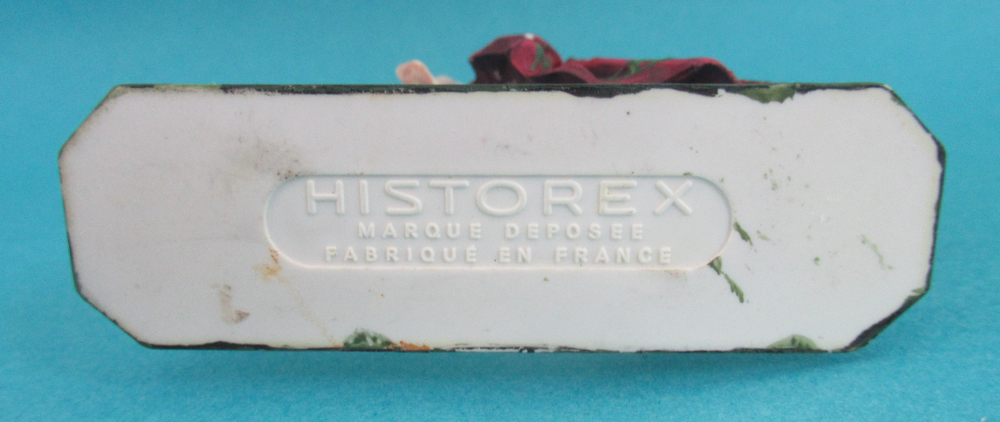 HISTOREX
MARQUE DEPOSEE
FABRIQUÉ EN FRANCE